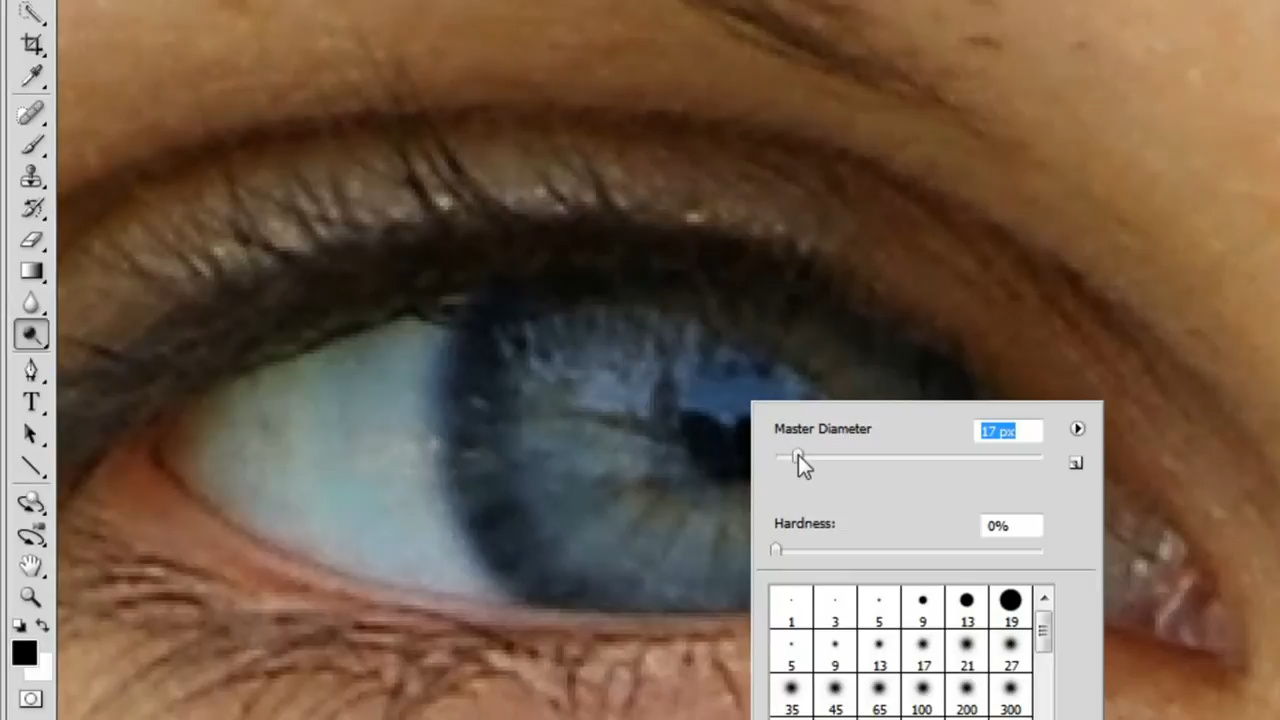 Master Diameter 17 px
Hardness: 0%
1 3 5 9 13 19
5 9 13 17 21 27
35 45 65 100 200 300
T